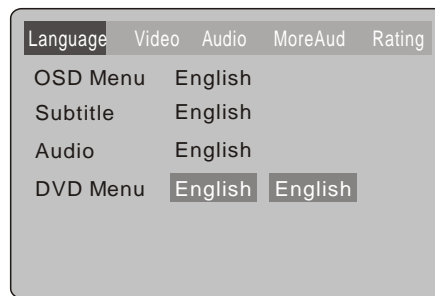 Language Video Audio MoreAud Rating
OSD Menu English
Subtitle English
Audio English
DVD Menu English English